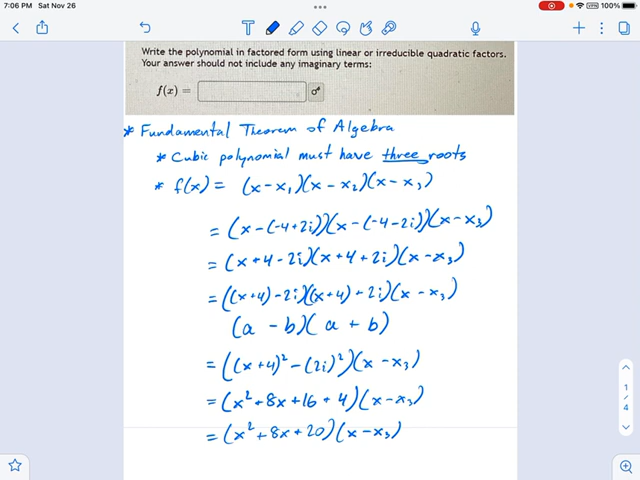 7:06 PM Sat Nov 26
100%
Write the polynomial in factored form using linear or irreducible quadratic factors.
Your answer should not include any imaginary terms:
f(x) =
* Fundamental Theorem of Algebra
* Cubic polynomial must have three roots
* f(x) = (x-x₁)(x-x₂)(x-x₃)
= (x-(-4+2i))(x-(-4-2i))(x-x₃)
= (x+4-2i)(x+4+2i)(x-x₃)
= ((x+4)-2i)((x+4)+2i)(x-x₃)
(a-b)(a+b)
= ((x+4)²-(2i)²)(x-x₃)
= (x²+8x+16+4)(x-x₃)
= (x²+8x+20)(x-x₃)
1
/
4